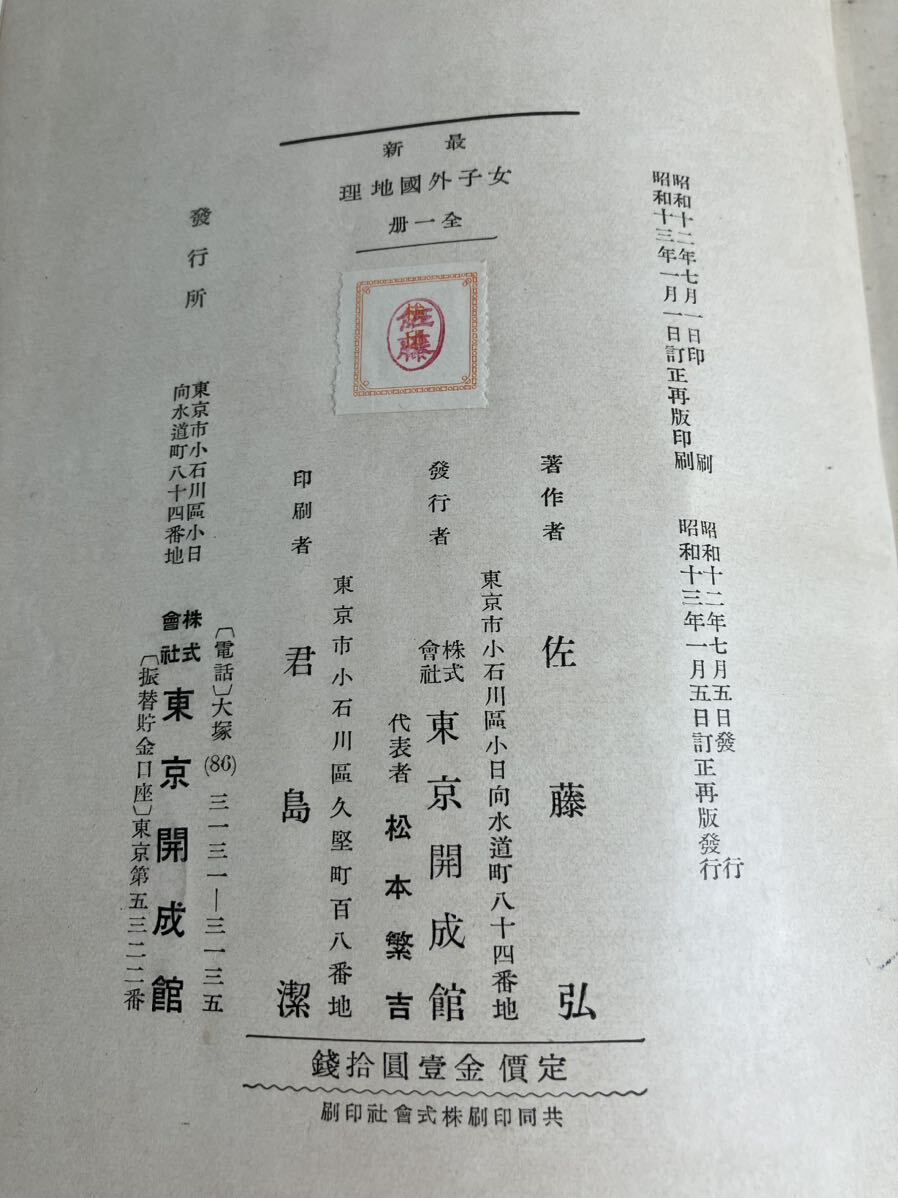 昭和十二年七月一日印刷
昭和十三年一月一日訂正再版印刷
昭和十二年七月五日發行
昭和十三年一月五日訂正再版發行
最新
女子外國地理
全一册
佐藤
著作者
佐藤弘
發行者
東京市小石川區小日向水道町八十四番地
株式會社
東京開成館
代表者 松本繁吉
印刷者
東京市小石川區久堅町百八番地
君島潔
發行所
東京市小石川區小日
向水道町八十四番地
〔電話〕大塚(86)三一三一―三一三五
株式會社 東京開成館
〔振替貯金口座〕東京第五三二二番
定價金壹圓拾錢
共同印刷株式會社印刷